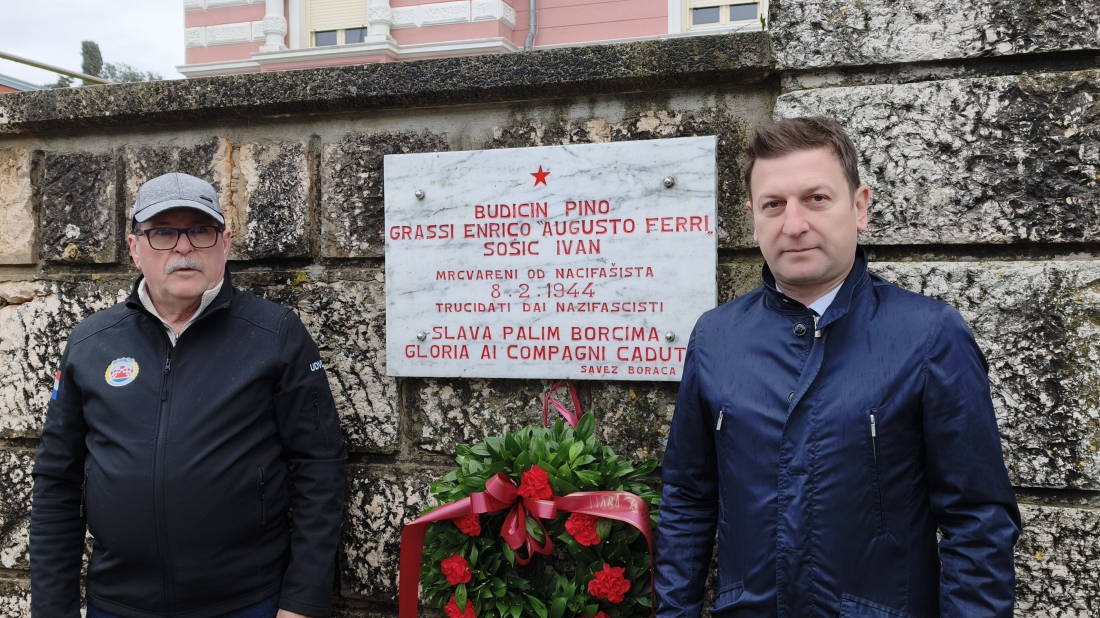 BUDICIN PINO
GRASSI ENRICO "AUGUSTO FERRI"
SOŠIC IVAN
MRCVARENI OD NACIFAŠISTA
8.2.1944
TRUCIDATI DAI NAZIFASCISTI
SLAVA PALIM BORCIMA
GLORIA AI COMPAGNI CADUTI
SAVEZ BORACA